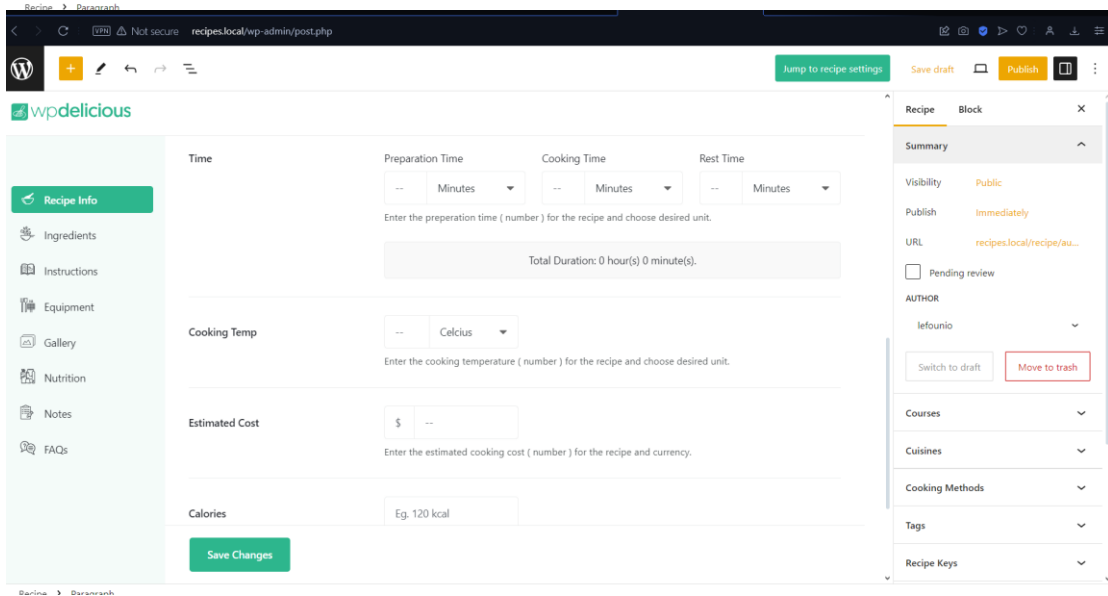 Recipe > Paragraph
VPN Not secure recipes.local/wp-admin/post.php
Jump to recipe settings Save draft Publish
wpdelicious
Recipe Info
Ingredients
Instructions
Equipment
Gallery
Nutrition
Notes
FAQs
Time
Preparation Time Cooking Time Rest Time
-- Minutes -- Minutes -- Minutes
Enter the preperation time ( number ) for the recipe and choose desired unit.
Total Duration: 0 hour(s) 0 minute(s).
Cooking Temp
-- Celcius
Enter the cooking temperature ( number ) for the recipe and choose desired unit.
Estimated Cost
$ --
Enter the estimated cooking cost ( number ) for the recipe and currency.
Calories
Eg. 120 kcal
Save Changes
Recipe Block
Summary
Visibility Public
Publish Immediately
URL recipes.local/recipe/au...
Pending review
AUTHOR
lefounio
Switch to draft Move to trash
Courses
Cuisines
Cooking Methods
Tags
Recipe Keys
Recipe > Paragraph